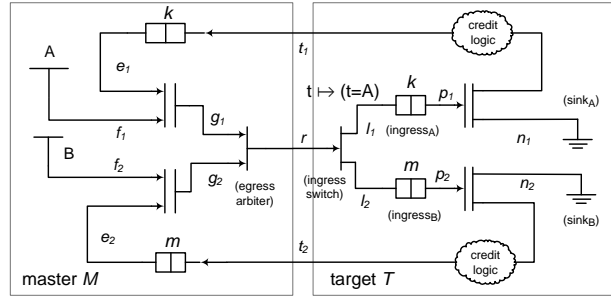 k
t1
credit
logic
A
e1
t ↦ (t=A)
k
p1
(sinkA)
g1
l1
f1
(ingressA)
n1
B
r
f2
m
g2
(egress
arbiter)
(ingress
switch)
l2
p2
n2
(ingressB)
(sinkB)
e2
m
t2
credit
logic
master M
target T